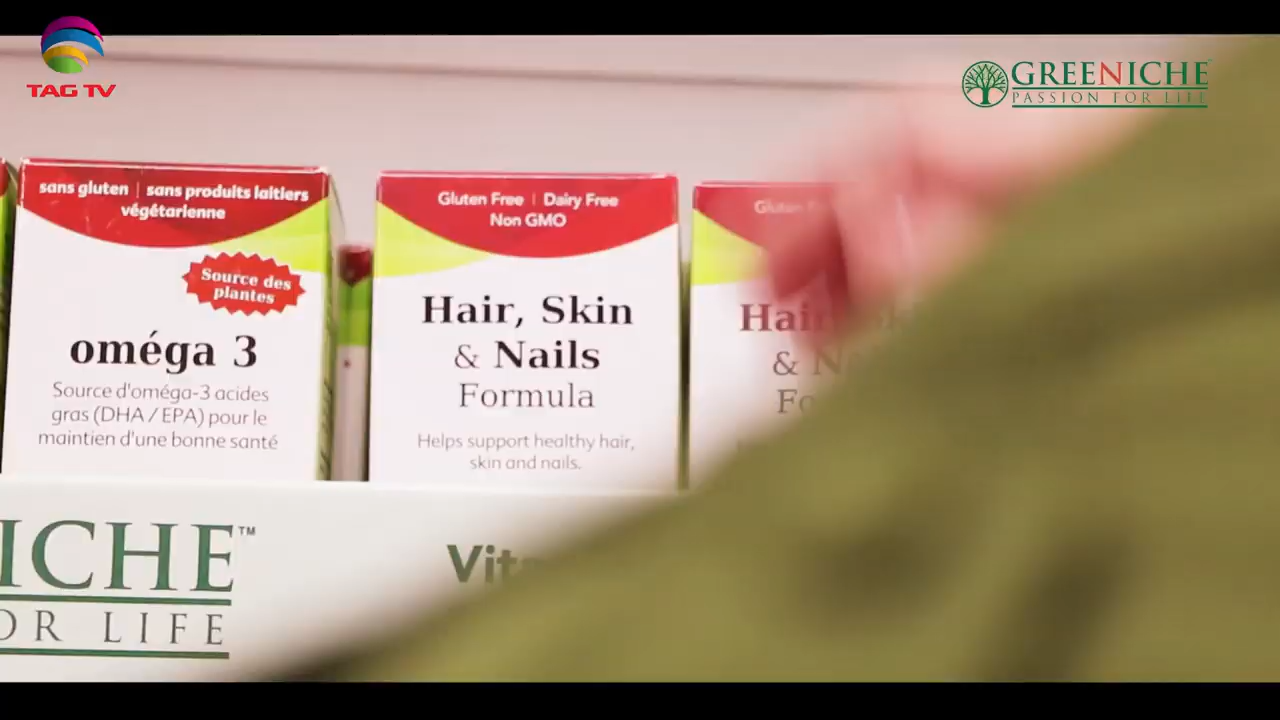 TAG TV
GREENICHE
PASSION FOR LIFE
sans gluten | sans produits laitiers
végétarienne
Source des
plantes
oméga 3
Source d'oméga-3 acides
gras (DHA / EPA) pour le
maintien d'une bonne santé
Gluten Free | Dairy Free
Non GMO
Hair, Skin
& Nails
Formula
Helps support healthy hair,
skin and nails.
Hair
&
ICHE™
OR LIFE